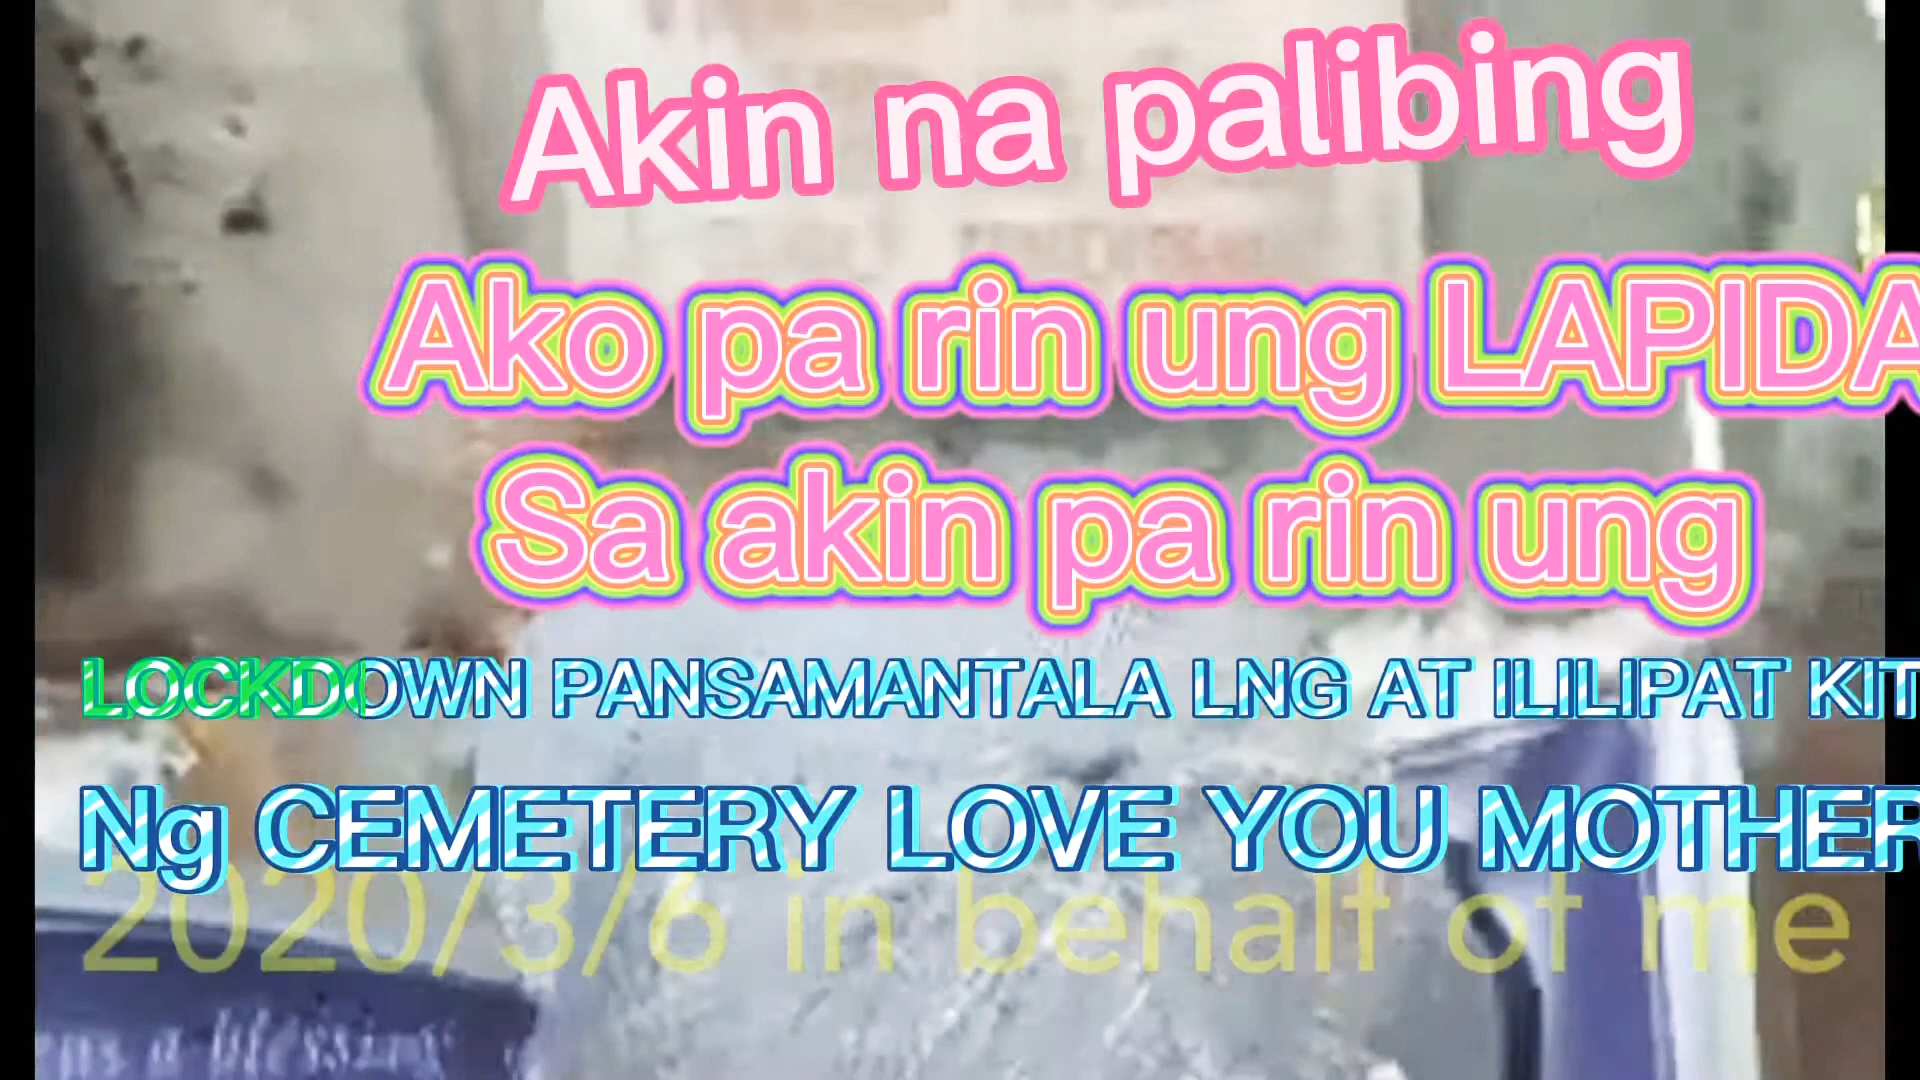 Akin na palibing
Ako pa rin ung LAPIDA
Sa akin pa rin ung
LOCKDOWN PANSAMANTALA LNG AT ILILIPAT KIT
Ng CEMETERY LOVE YOU MOTHER
2020/3/6 in behalf of me
a blessing